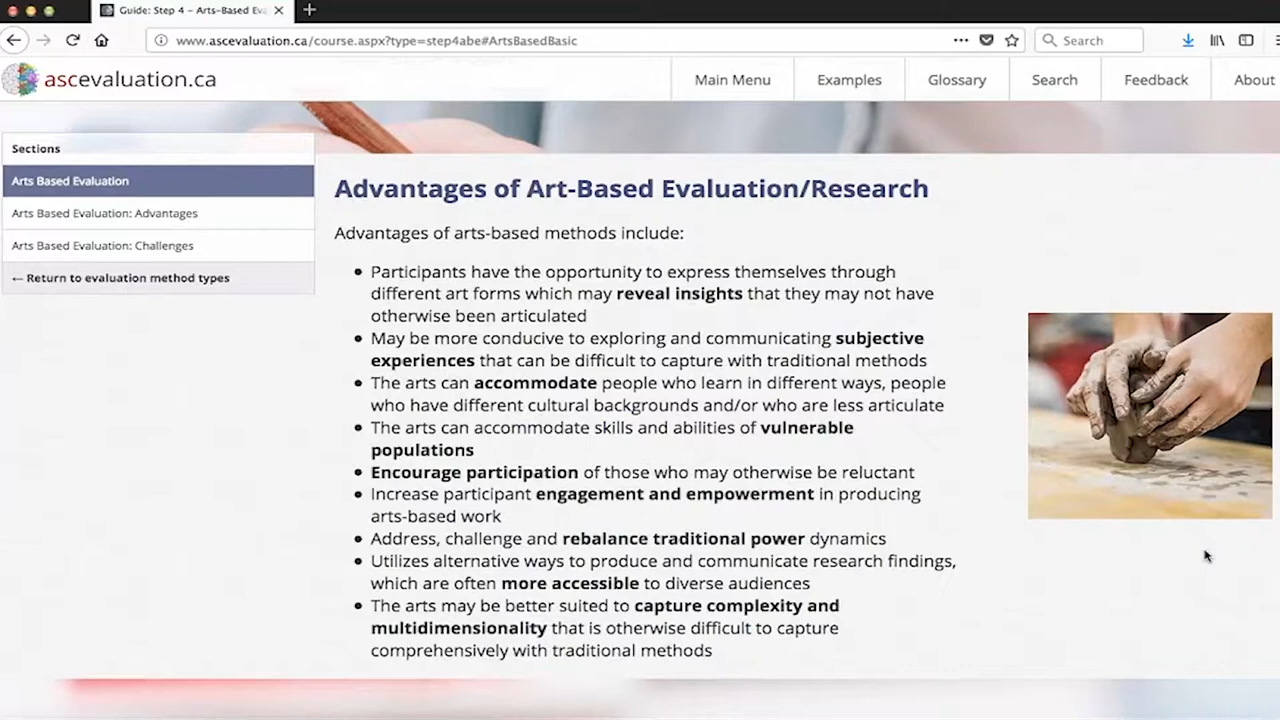 Guide: Step 4 – Arts-Based Eva
www.ascevaluation.ca/course.aspx?type=step4abe#ArtsBasedBasic
Search
ascevaluation.ca
Main Menu
Examples
Glossary
Search
Feedback
About
Sections
Arts Based Evaluation
Arts Based Evaluation: Advantages
Arts Based Evaluation: Challenges
← Return to evaluation method types
Advantages of Art-Based Evaluation/Research
Advantages of arts-based methods include:
• Participants have the opportunity to express themselves through
different art forms which may reveal insights that they may not have
otherwise been articulated
• May be more conducive to exploring and communicating subjective
experiences that can be difficult to capture with traditional methods
• The arts can accommodate people who learn in different ways, people
who have different cultural backgrounds and/or who are less articulate
• The arts can accommodate skills and abilities of vulnerable
populations
• Encourage participation of those who may otherwise be reluctant
• Increase participant engagement and empowerment in producing
arts-based work
• Address, challenge and rebalance traditional power dynamics
• Utilizes alternative ways to produce and communicate research findings,
which are often more accessible to diverse audiences
• The arts may be better suited to capture complexity and
multidimensionality that is otherwise difficult to capture
comprehensively with traditional methods